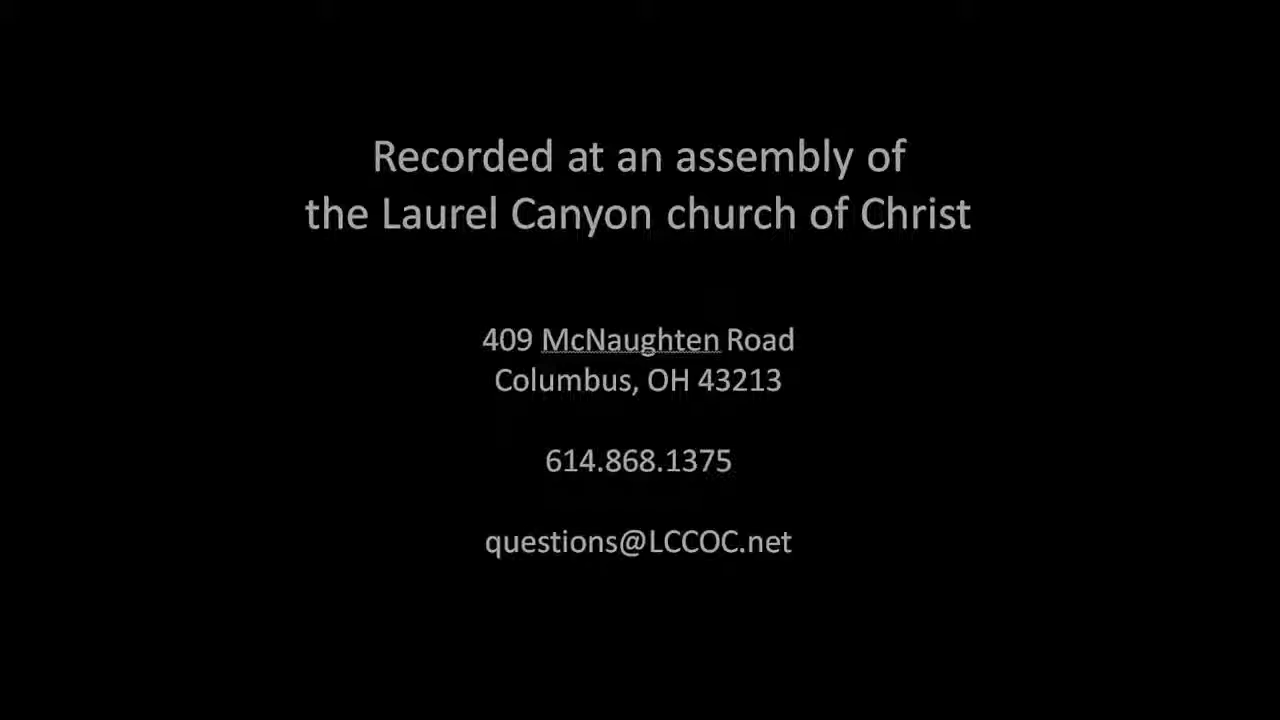 Recorded at an assembly of
the Laurel Canyon church of Christ
409 McNaughten Road
Columbus, OH 43213
614.868.1375
questions@LCCOC.net